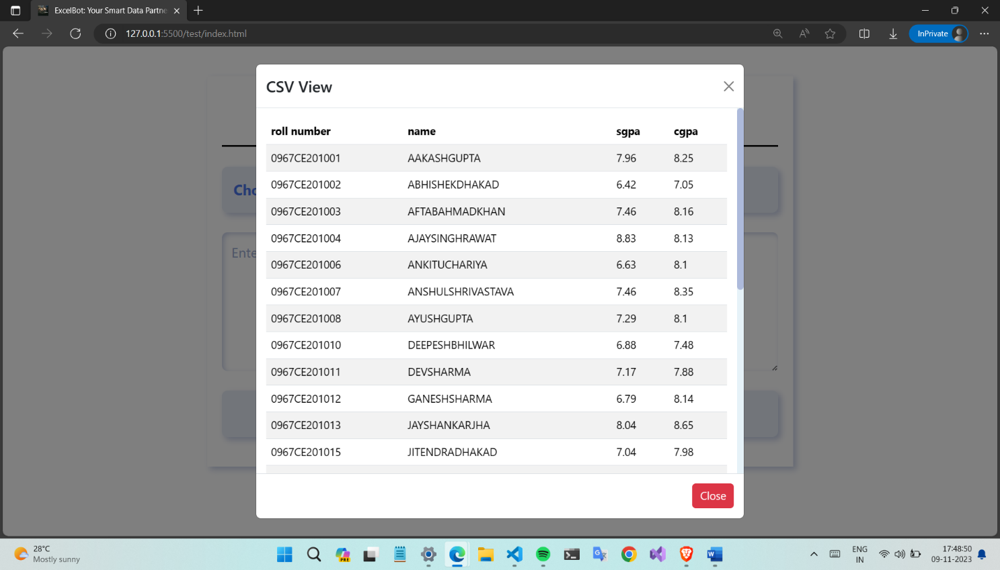 ExcelBot: Your Smart Data Partne
127.0.0.1:5500/test/index.html
InPrivate
CSV View
roll number name sgpa cgpa
0967CE201001 AAKASHGUPTA 7.96 8.25
0967CE201002 ABHISHEKDHAKAD 6.42 7.05
0967CE201003 AFTABAHMADKHAN 7.46 8.16
0967CE201004 AJAYSINGHRAWAT 8.83 8.13
0967CE201006 ANKITUCHARIYA 6.63 8.1
0967CE201007 ANSHULSHRIVASTAVA 7.46 8.35
0967CE201008 AYUSHGUPTA 7.29 8.1
0967CE201010 DEEPESHBHILWAR 6.88 7.48
0967CE201011 DEVSHARMA 7.17 7.88
0967CE201012 GANESHSHARMA 6.79 8.14
0967CE201013 JAYSHANKARJHA 8.04 8.65
0967CE201015 JITENDRADHAKAD 7.04 7.98
Cho
Ente
Close
28°C
Mostly sunny
PRE
ENG
IN
17:48:50
09-11-2023